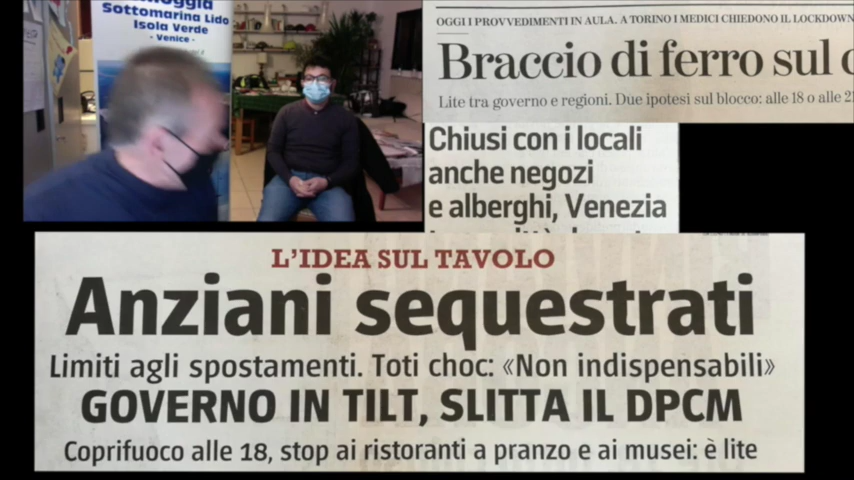 Sottomarina Lido
Isola Verde
- Venice -
OGGI I PROVVEDIMENTI IN AULA. A TORINO I MEDICI CHIEDONO IL LOCKDOWN
Braccio di ferro sul
Lite tra governo e regioni. Due ipotesi sul blocco: alle 18 o alle
Chiusi con i locali
anche negozi
e alberghi, Venezia
L'IDEA SUL TAVOLO
Anziani sequestrati
Limiti agli spostamenti. Toti choc: «Non indispensabili»
GOVERNO IN TILT, SLITTA IL DPCM
Coprifuoco alle 18, stop ai ristoranti a pranzo e ai musei: è lite